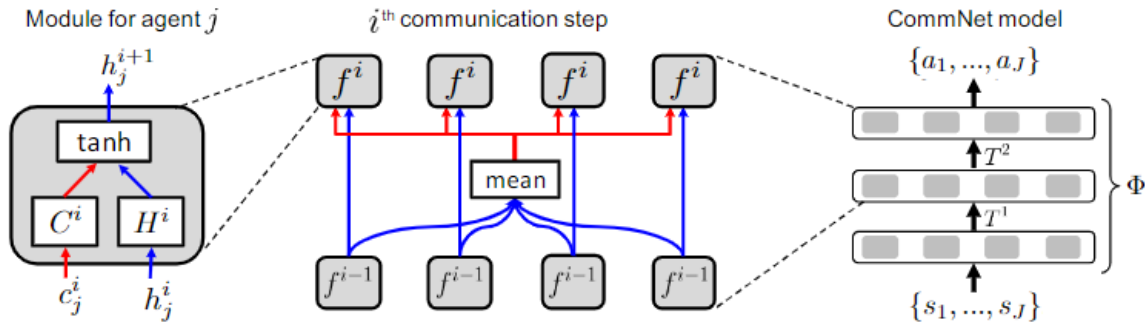 Module for agent j
h_j^{i+1}
tanh
C^i H^i
c_j^i h_j^i
i^{th} communication step
f^i f^i f^i f^i
mean
f^{i-1} f^{i-1} f^{i-1} f^{i-1}
CommNet model
{a_1, ..., a_J}
T^2
Φ
T^1
{s_1, ..., s_J}